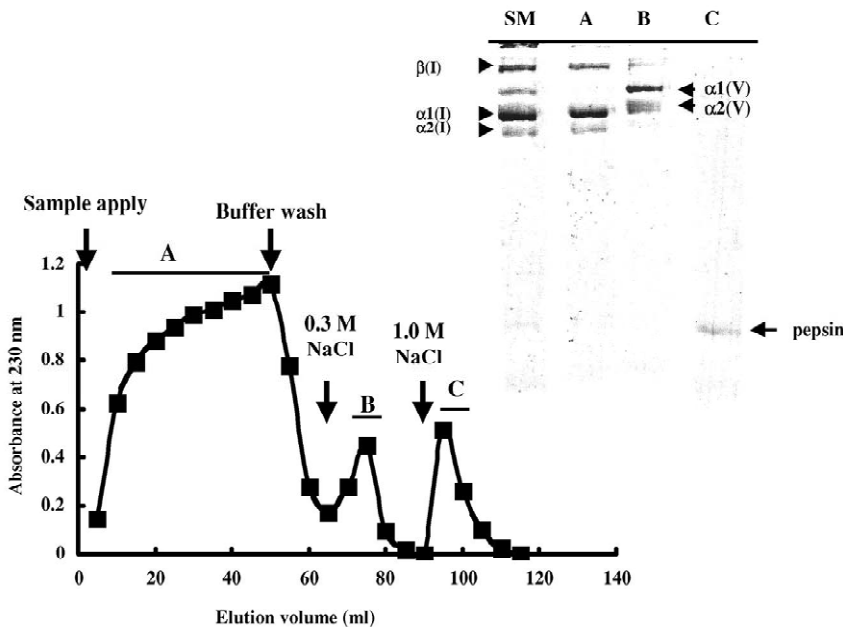 SM A B C
β(I)
α1(V)
α1(I)
α2(V)
α2(I)
pepsin
Sample apply
Buffer wash
A
0.3 M
NaCl
1.0 M
NaCl
B
C
1.2
1
0.8
0.6
0.4
0.2
0
Absorbance at 230 nm
0 20 40 60 80 100 120 140
Elution volume (ml)